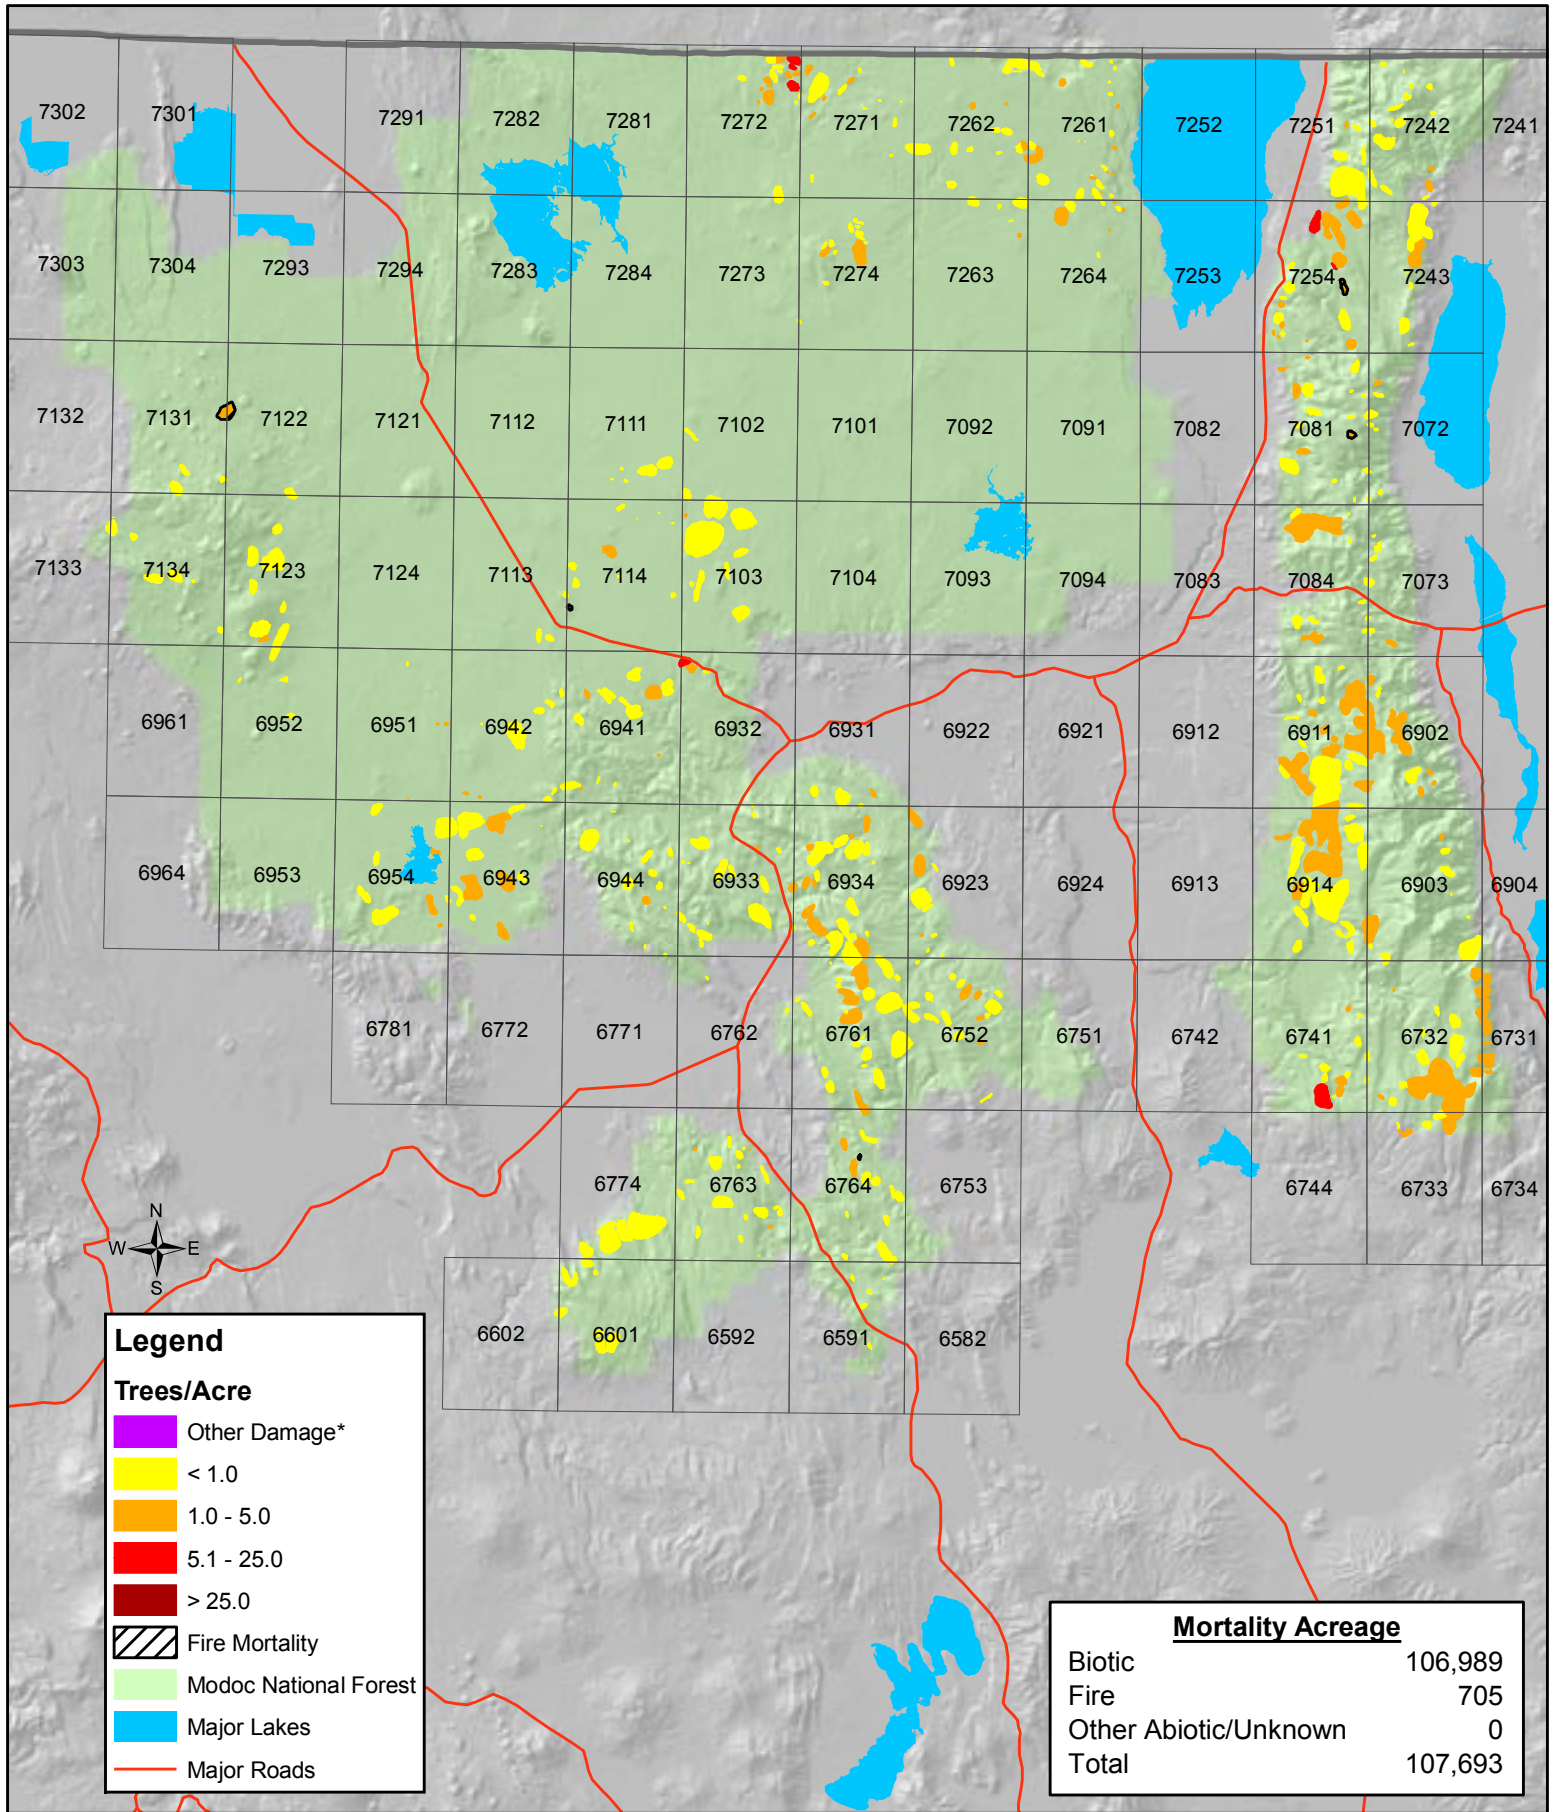 7302 7301 7291 7282 7281 7272 7271 7262 7261 7252 7251 7242 7241
7303 7304 7293 7294 7283 7284 7273 7274 7263 7264 7253 7254 7243
7132 7131 7122 7121 7112 7111 7102 7101 7092 7091 7082 7081 7072
7133 7134 7123 7124 7113 7114 7103 7104 7093 7094 7083 7084 7073
6961 6952 6951 6942 6941 6932 6931 6922 6921 6912 6911 6902
6964 6953 6954 6943 6944 6933 6934 6923 6924 6913 6914 6903 6904
6781 6772 6771 6762 6761 6752 6751 6742 6741 6732 6731
6774 6763 6764 6753 6744 6733 6734
N
W E
S
6602 6601 6592 6591 6582
Legend
Trees/Acre
Other Damage*
< 1.0
1.0 - 5.0
5.1 - 25.0
> 25.0
Fire Mortality
Modoc National Forest
Major Lakes
Major Roads
Mortality Acreage
Biotic 106,989
Fire 705
Other Abiotic/Unknown 0
Total 107,693